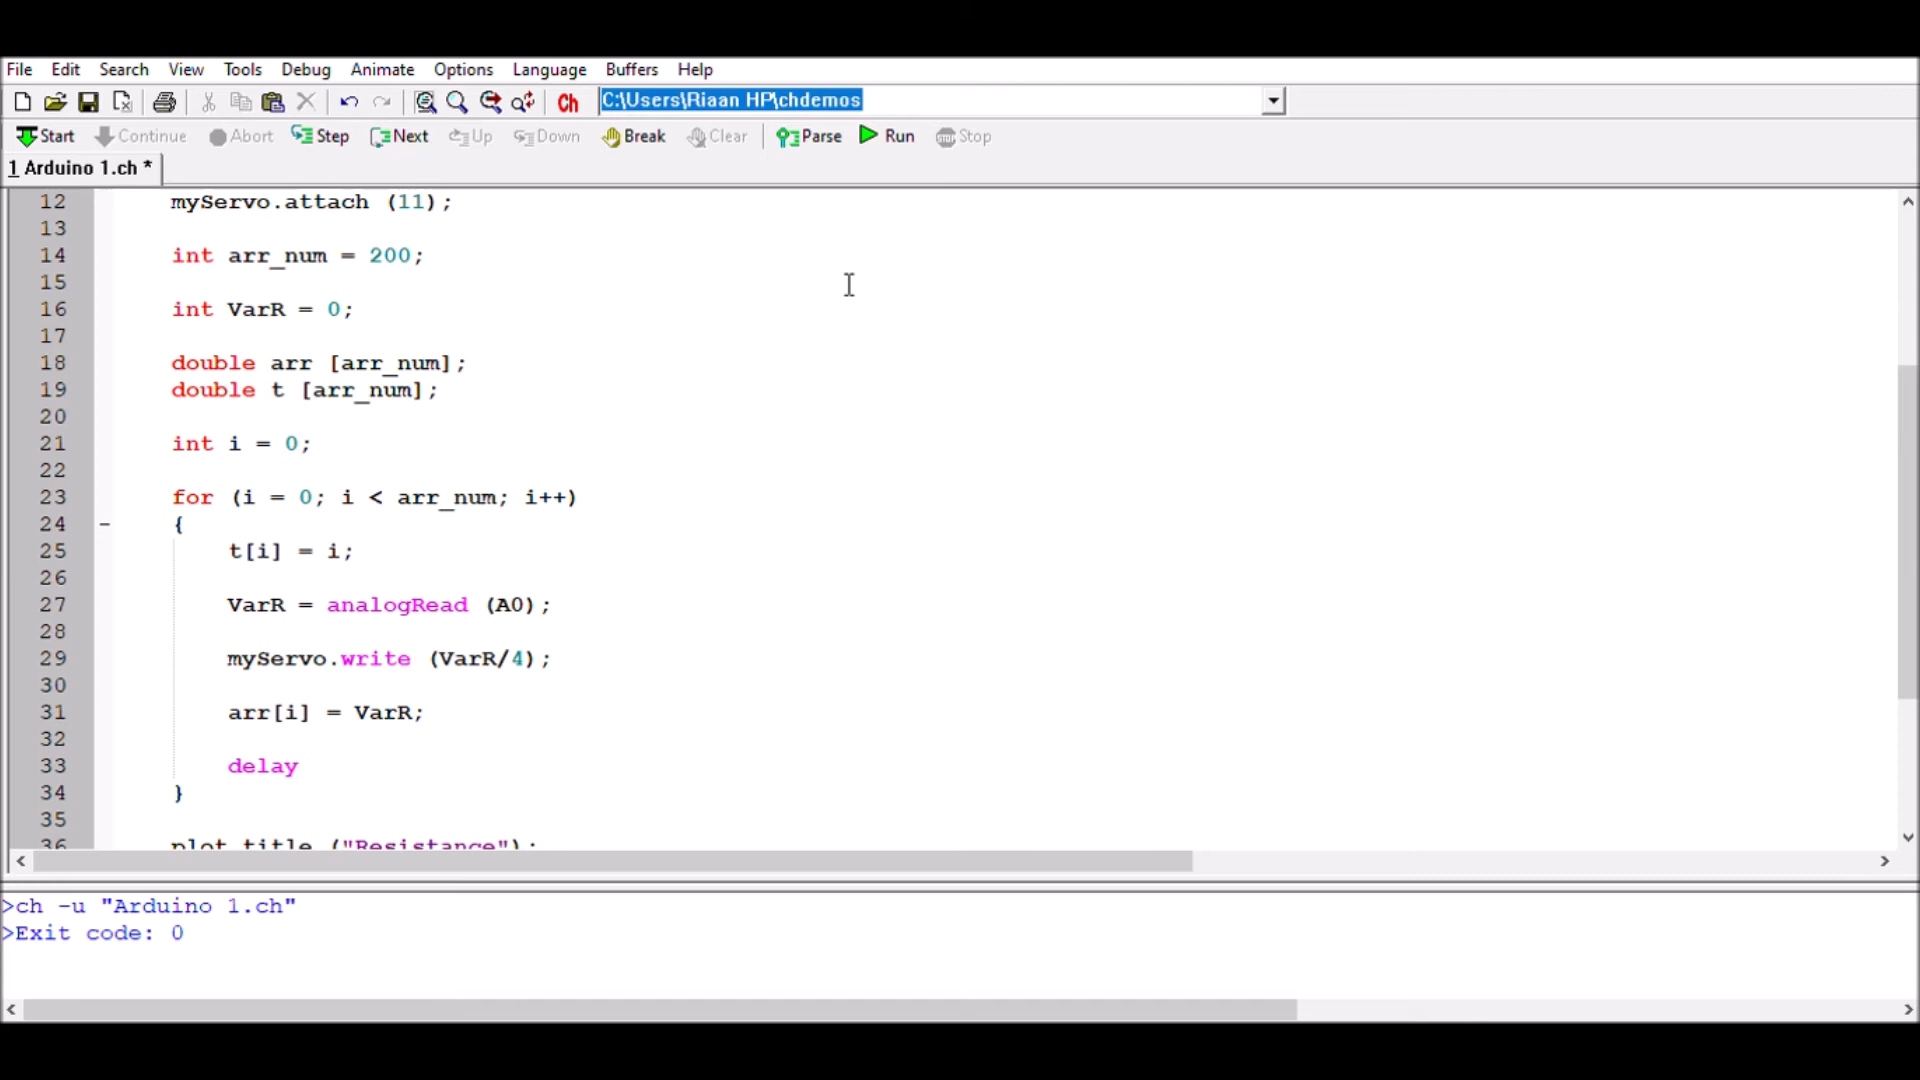 File Edit Search View Tools Debug Animate Options Language Buffers Help
Ch C:\Users\Riaan HP\chdemos
Start Continue Abort Step Next Up Down Break Clear Parse Run Stop
1 Arduino 1.ch *
12 myServo.attach (11);
13
14 int arr_num = 200;
15
16 int VarR = 0;
17
18 double arr [arr_num];
19 double t [arr_num];
20
21 int i = 0;
22
23 for (i = 0; i < arr_num; i++)
24 {
25 t[i] = i;
26
27 VarR = analogRead (A0);
28
29 myServo.write (VarR/4);
30
31 arr[i] = VarR;
32
33 delay
34 }
35
36 plot.title ("Resistance");
>ch -u "Arduino 1.ch"
>Exit code: 0